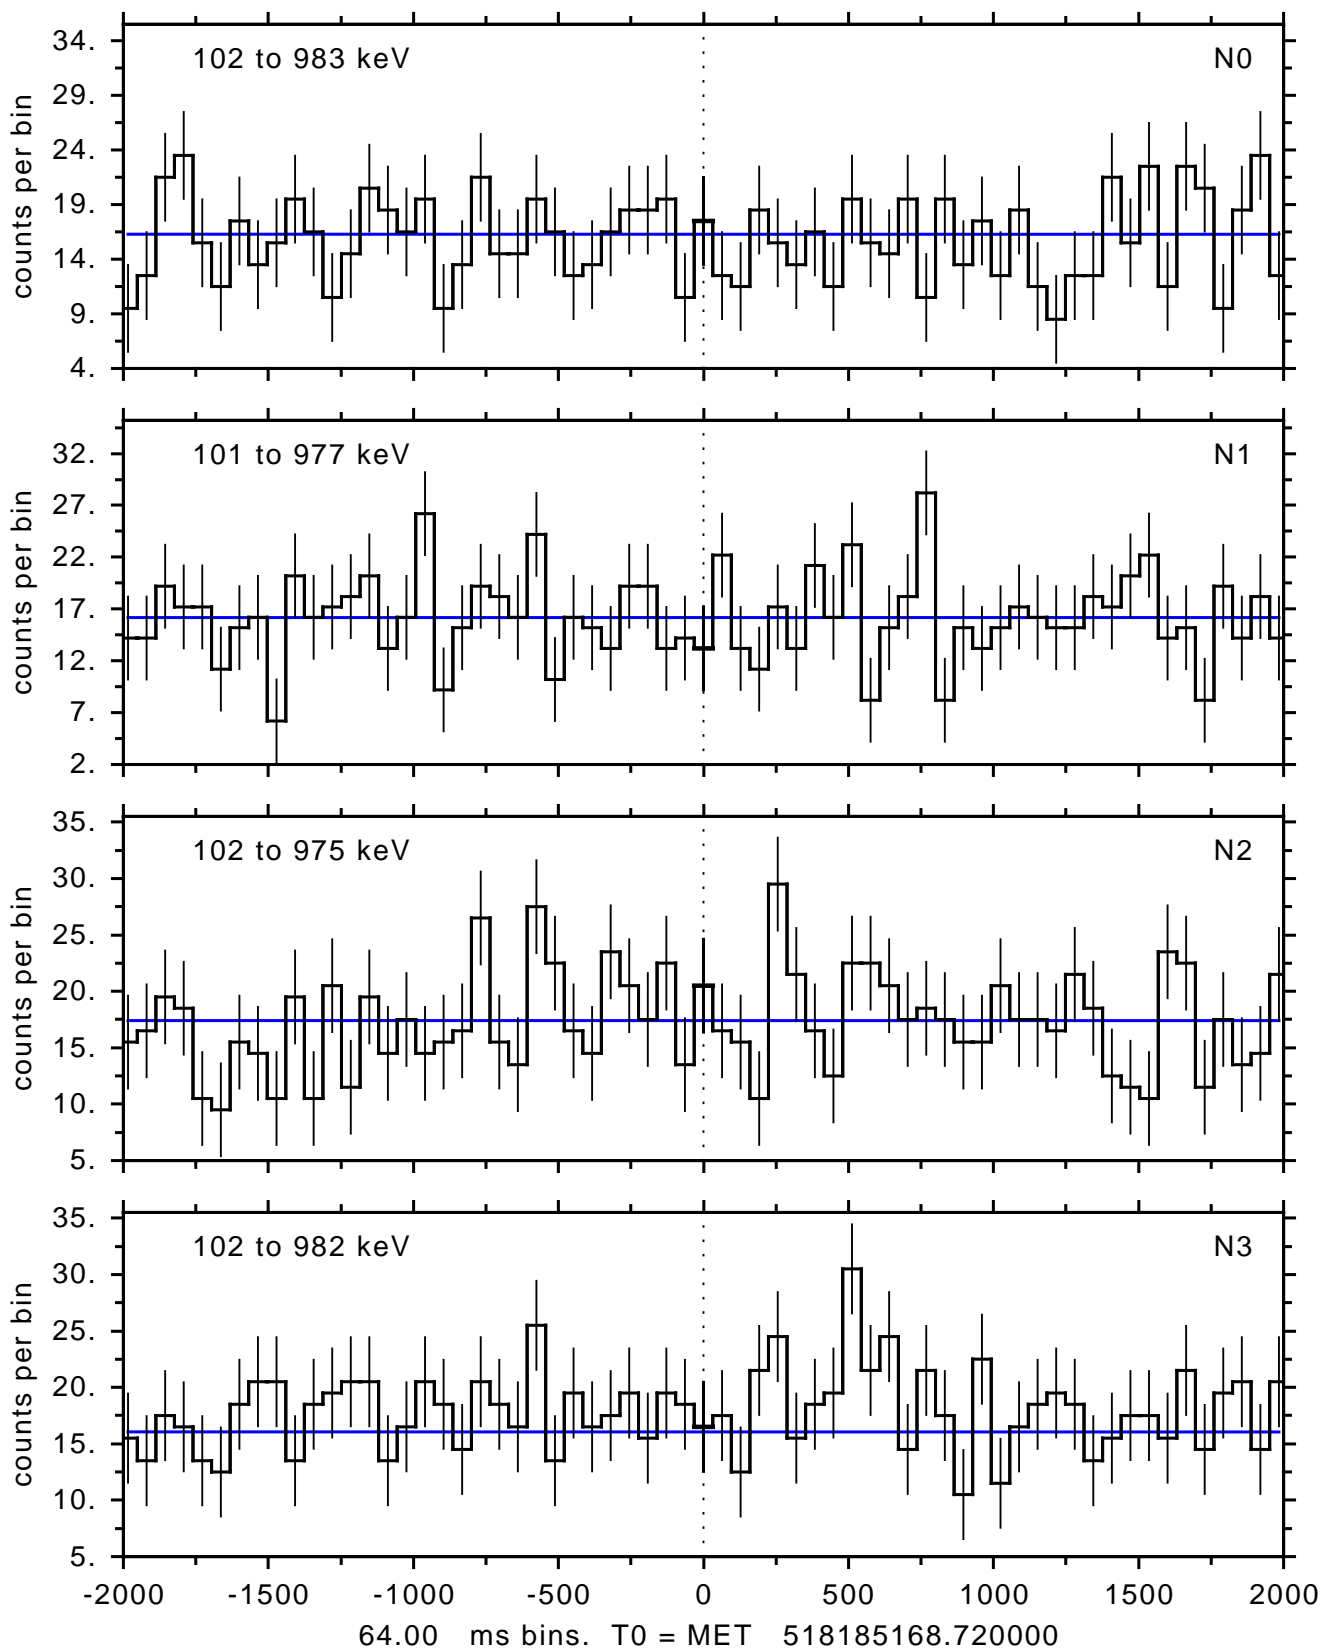 102 to 983 keV N0
counts per bin
34.
29.
24.
19.
14.
9.
4.
101 to 977 keV N1
counts per bin
32.
27.
22.
17.
12.
7.
2.
102 to 975 keV N2
counts per bin
35.
30.
25.
20.
15.
10.
5.
102 to 982 keV N3
counts per bin
35.
30.
25.
20.
15.
10.
5.
-2000 -1500 -1000 -500 0 500 1000 1500 2000
64.00 ms bins. T0 = MET 518185168.720000